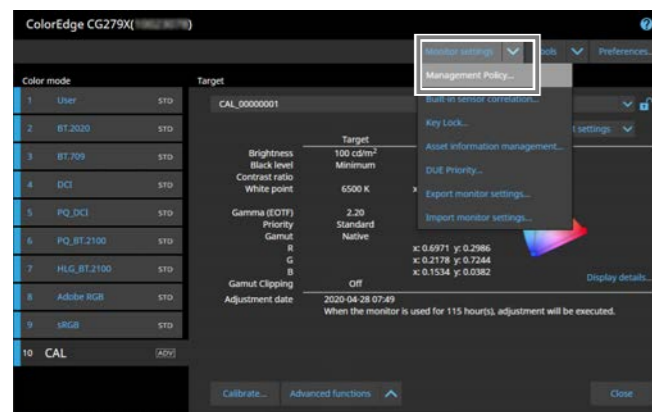 ColorEdge CG279X( )
Monitor settings Tools Preferences...
Color mode Target
Management Policy...
1 User STD
CAL_00000001
Built-in sensor correlation...
2 BT.2020 STD
Key Lock...
t settings
Target
3 BT.709 STD
Brightness 100 cd/m²
Asset information management...
Black level Minimum
Contrast ratio
DUE Priority...
4 DCI STD
White point 6500 K x
Export monitor settings...
5 PQ_DCI STD
Gamma (EOTF) 2.20
Import monitor settings...
Priority Standard
6 PQ_BT.2100 STD
Gamut Native
R x: 0.6971 y: 0.2986
G x: 0.2178 y: 0.7244
7 HLG_BT.2100 STD
B x: 0.1534 y: 0.0382
Display details...
Gamut Clipping Off
8 Adobe RGB STD
Adjustment date 2020-04-28 07:49
When the monitor is used for 115 hour(s), adjustment will be executed.
9 sRGB STD
10 CAL ADV
Calibrate... Advanced functions Close